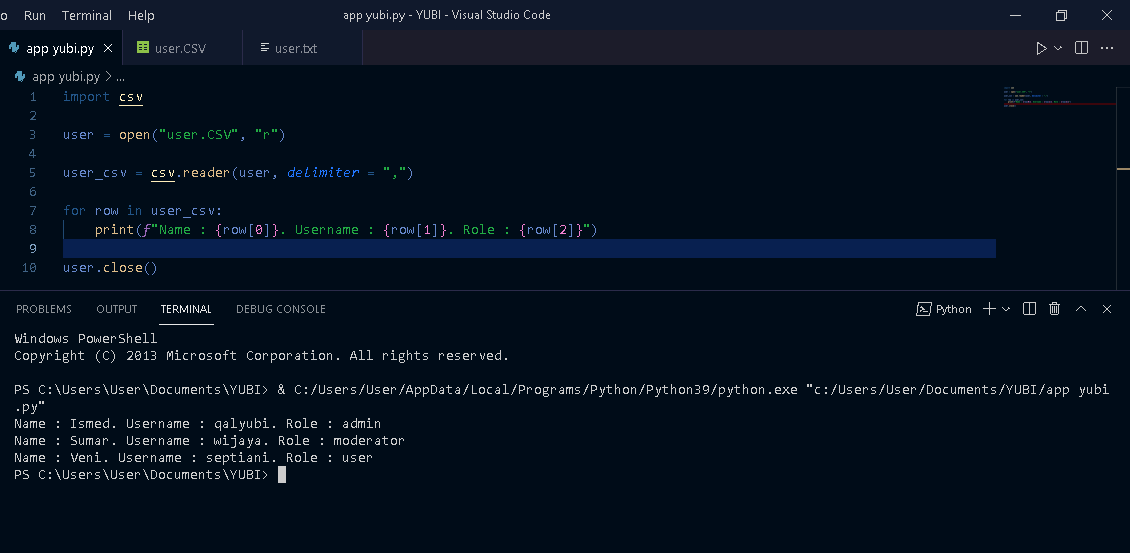 o Run Terminal Help app yubi.py - YUBI - Visual Studio Code
app yubi.py user.CSV user.txt
app yubi.py > ...
1 import csv
2
3 user = open("user.CSV", "r")
4
5 user_csv = csv.reader(user, delimiter = ",")
6
7 for row in user_csv:
8 print(f"Name : {row[0]}. Username : {row[1]}. Role : {row[2]}")
9
10 user.close()
PROBLEMS OUTPUT TERMINAL DEBUG CONSOLE Python
Windows PowerShell
Copyright (C) 2013 Microsoft Corporation. All rights reserved.
PS C:\Users\User\Documents\YUBI> & C:/Users/User/AppData/Local/Programs/Python/Python39/python.exe "c:/Users/User/Documents/YUBI/app yubi
.py"
Name : Ismed. Username : qalyubi. Role : admin
Name : Sumar. Username : wijaya. Role : moderator
Name : Veni. Username : septiani. Role : user
PS C:\Users\User\Documents\YUBI>